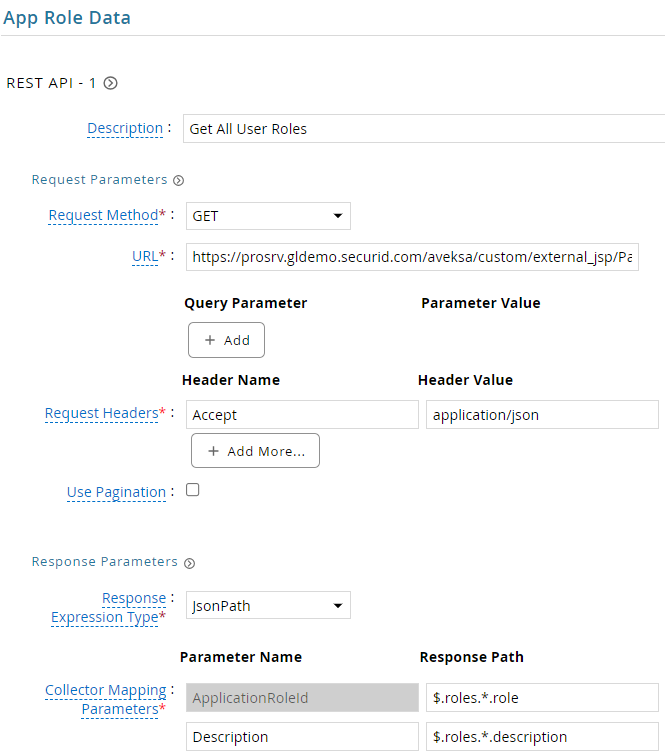 App Role Data
REST API - 1
Description : Get All User Roles
Request Parameters
Request Method* : GET
URL* : https://prosrv.gldemo.securid.com/aveksa/custom/external_jsp/Pa
Query Parameter Parameter Value
+ Add
Header Name Header Value
Request Headers* : Accept application/json
+ Add More...
Use Pagination :
Response Parameters
Response :
Expression Type* JsonPath
Parameter Name Response Path
Collector Mapping :
Parameters* ApplicationRoleId $.roles.*.role
Description $.roles.*.description